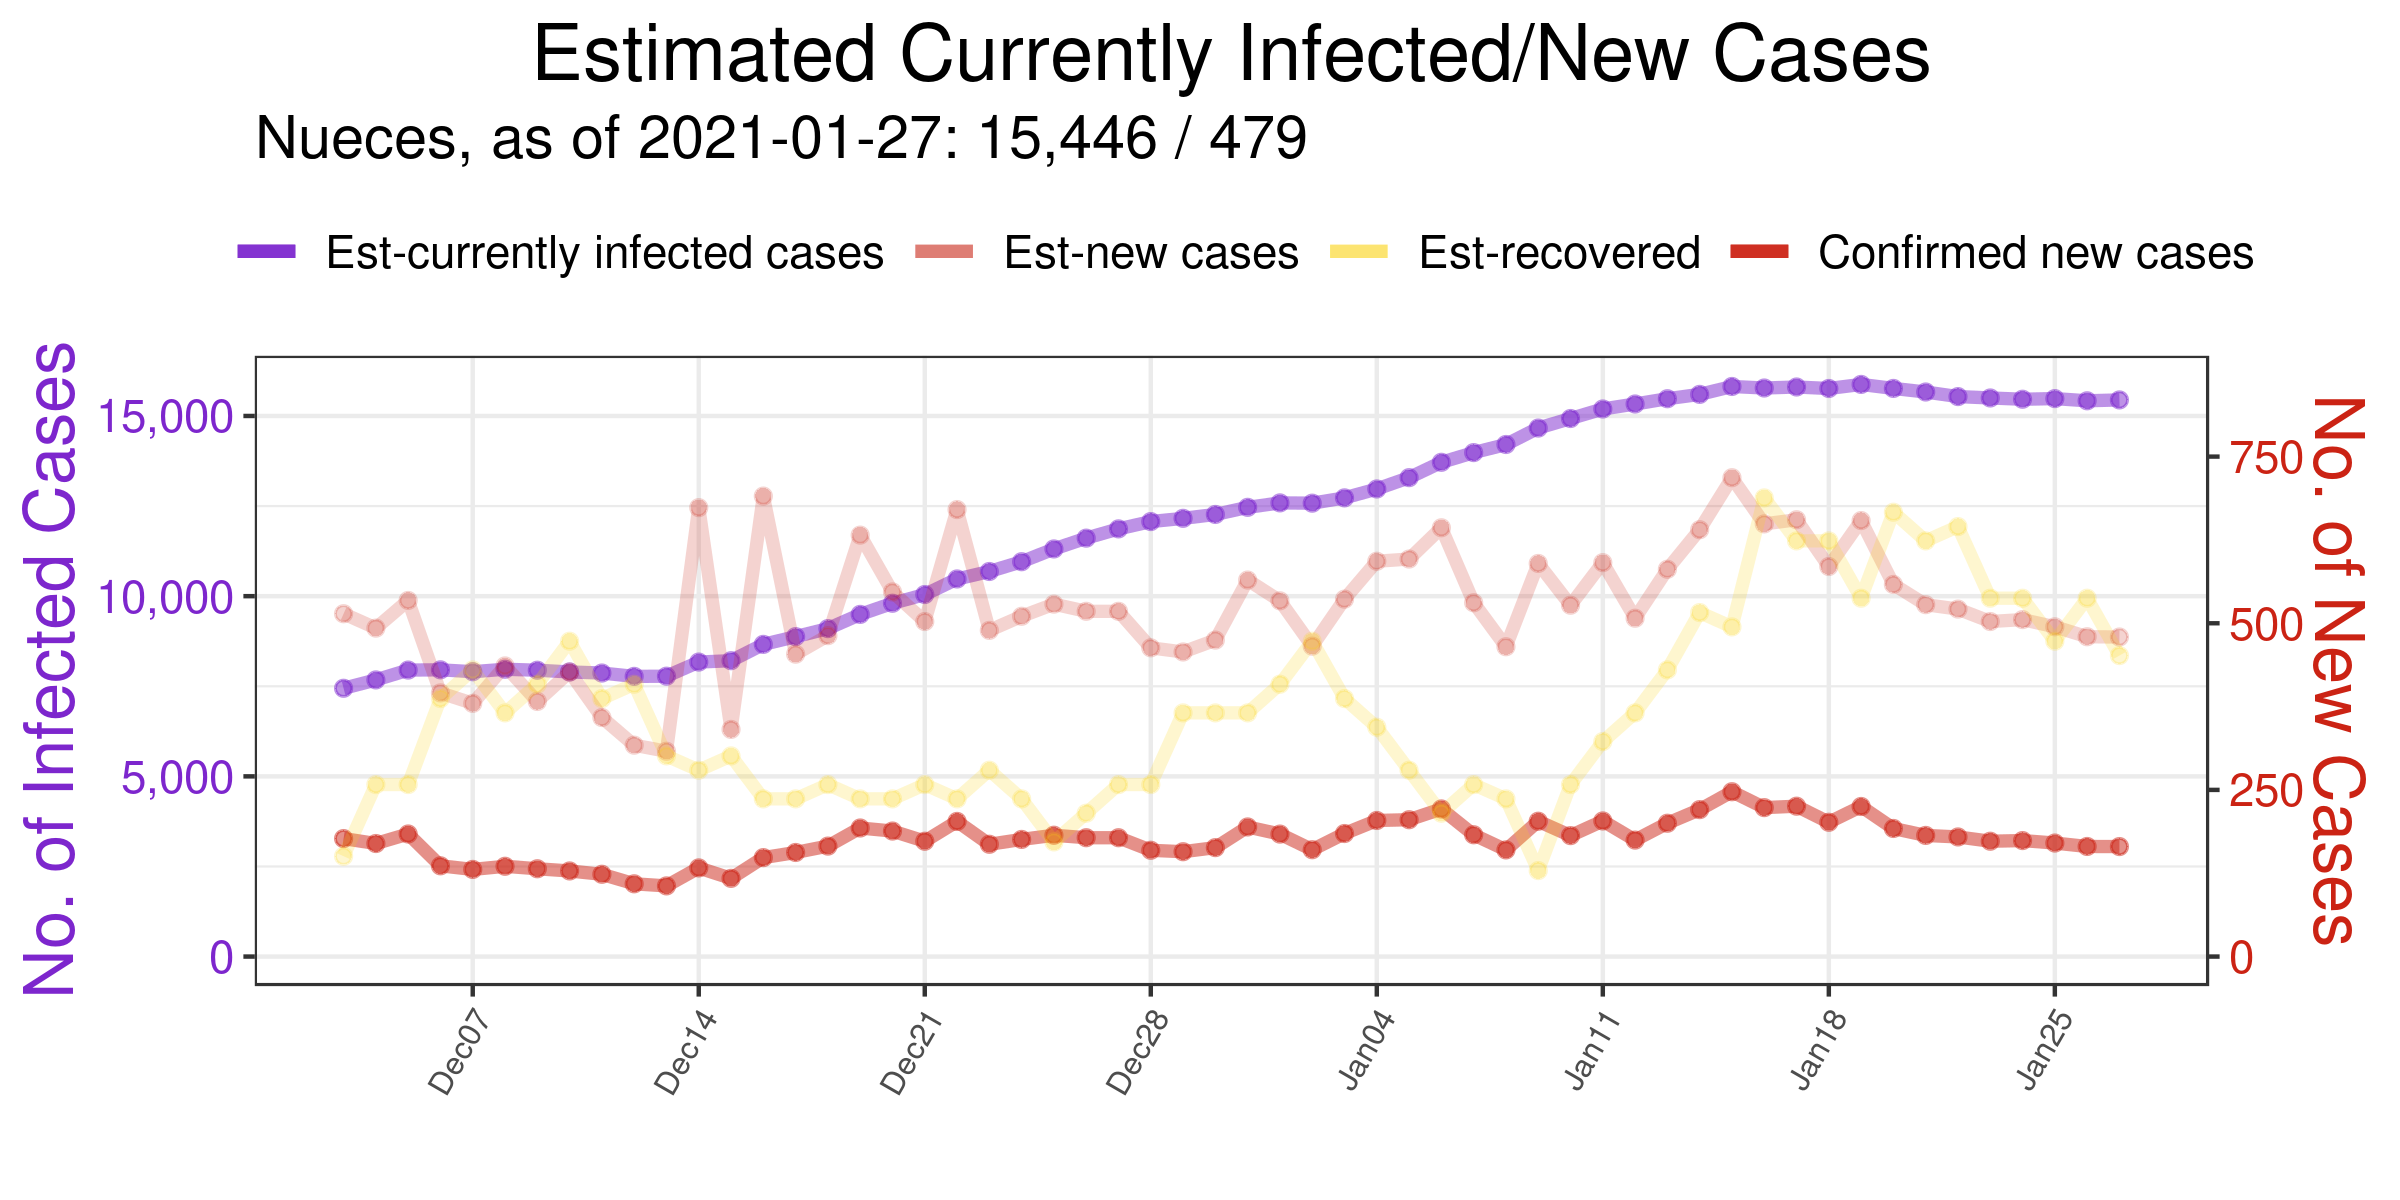 Estimated Currently Infected/New Cases
Nueces, as of 2021-01-27: 15,446 / 479
Est-currently infected cases Est-new cases Est-recovered Confirmed new cases
No. of Infected Cases
15,000
10,000
5,000
0
No. of New Cases
750
500
250
0
Dec07 Dec14 Dec21 Dec28 Jan04 Jan11 Jan18 Jan25